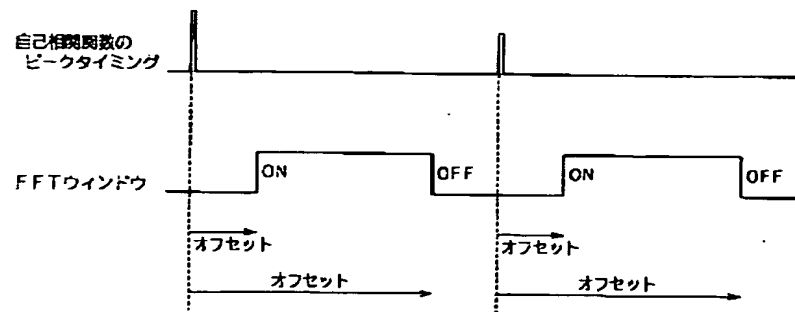 自己相関関数の
ピークタイミング
FFTウィンドウ
ON
OFF
ON
OFF
オフセット
オフセット
オフセット
オフセット